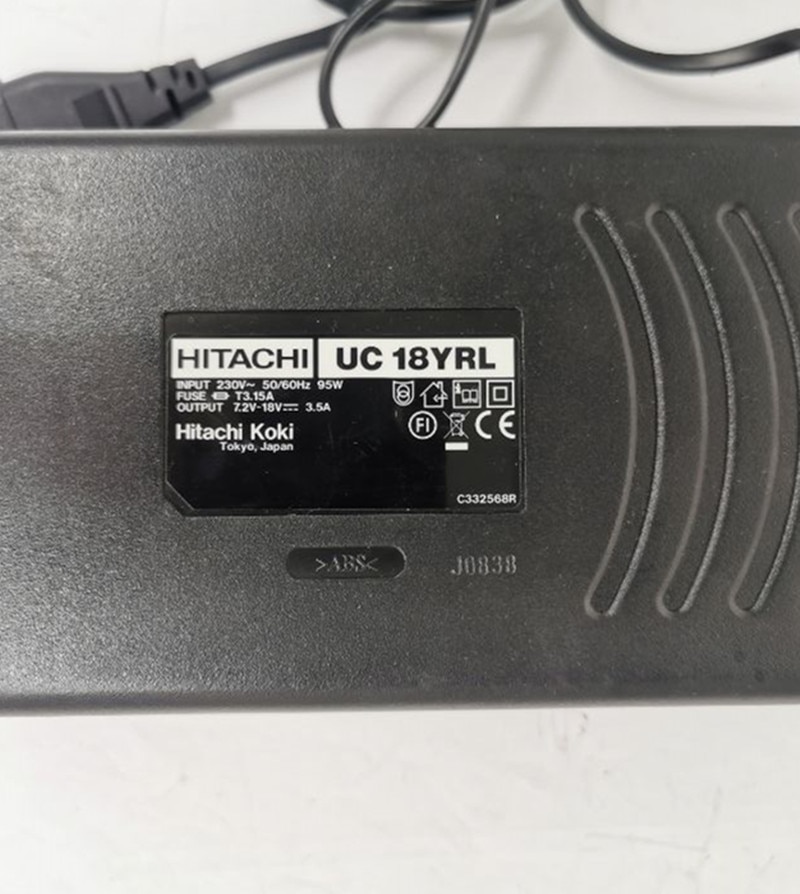 HITACHI UC 18YRL
INPUT 230V~ 50/60Hz 95W
FUSE T3.15A
OUTPUT 7.2V-18V⎓ 3.5A
Hitachi Koki
Tokyo, Japan
FI CE
C332568R
>ABS< J0838